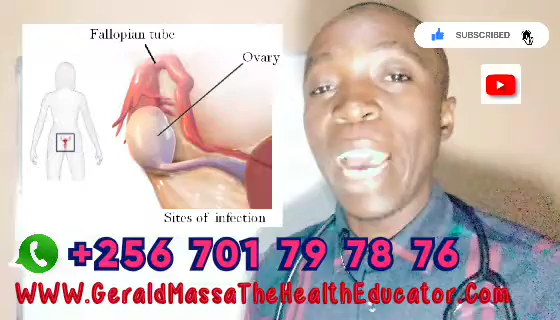 Fallopian tube
SUBSCRIBED
Ovary
Sites of infection
+256 701 79 78 76
WWW.GeraldMassaTheHealthEducator.Com